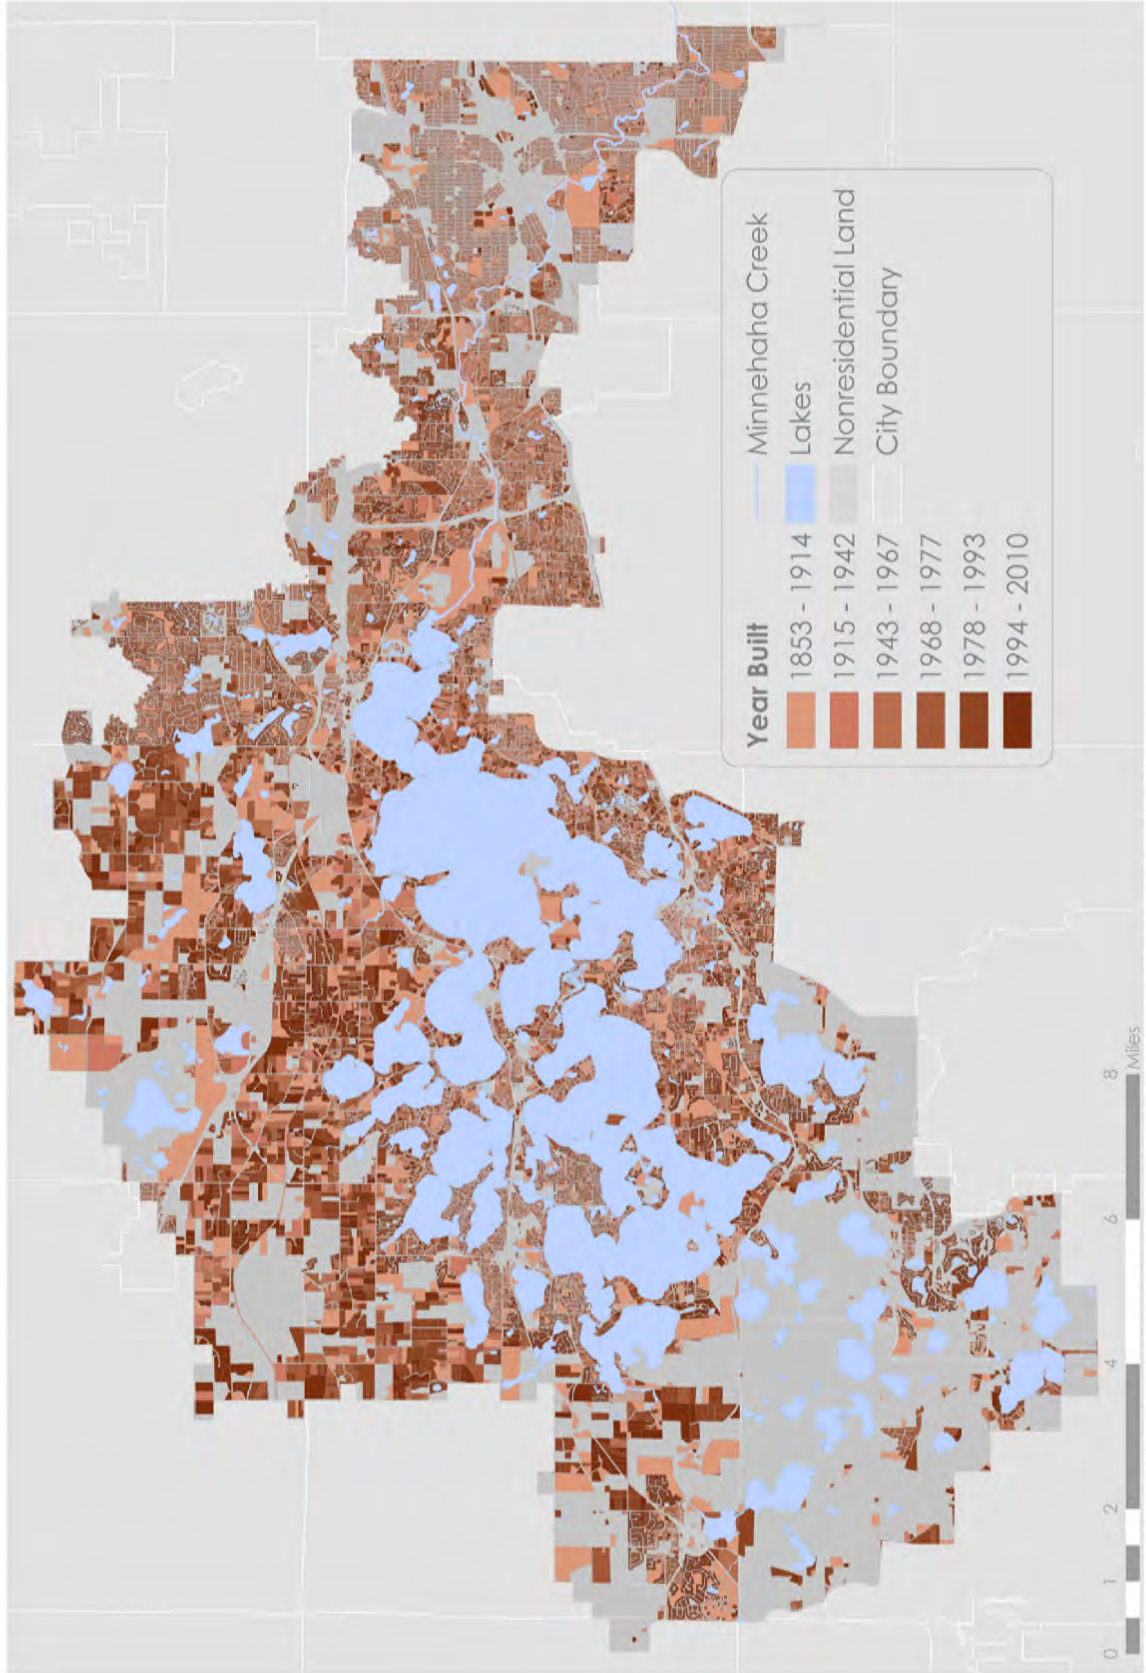 Year Built
1853 - 1914
1915 - 1942
1943 - 1967
1968 - 1977
1978 - 1993
1994 - 2010
Minnehaha Creek
Lakes
Nonresidential Land
City Boundary
0 1 2 4 6 8
Miles